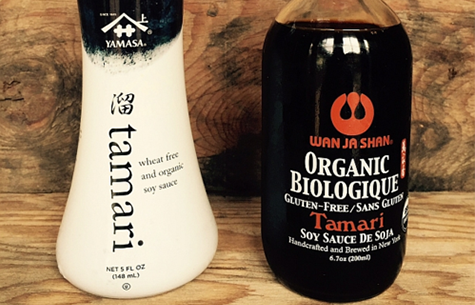 上
YAMASA®
溜
tamari
wheat free
and organic
soy sauce
NET 5 FL OZ
(148 mL)
WAN JA SHAN®
ORGANIC
BIOLOGIQUE
GLUTEN-FREE/SANS GLUTEN
Tamari
SOY SAUCE DE SOJA
Handcrafted and Brewed in New York
6.7oz (200ml)